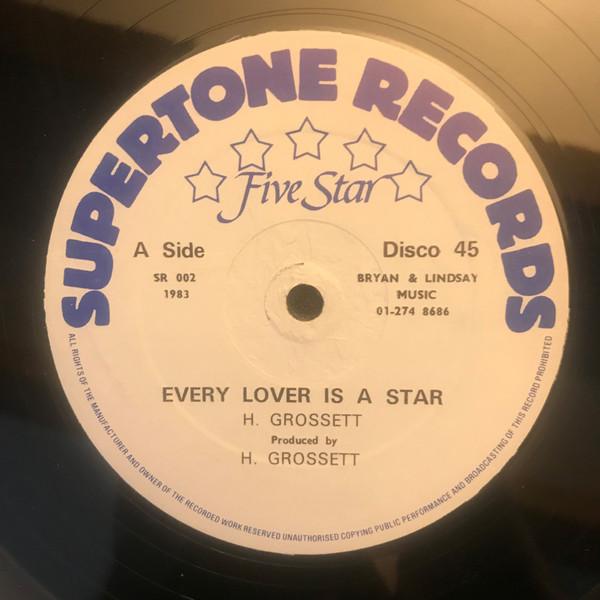 SUPERTONE RECORDS
Five Star
A Side
Disco 45
SR 002
1983
BRYAN & LINDSAY
MUSIC
01-274 8686
EVERY LOVER IS A STAR
H. GROSSETT
Produced by
H. GROSSETT
ALL RIGHTS OF THE MANUFACTURER AND OWNER OF THE RECORDED WORK RESERVED UNAUTHORISED COPYING PUBLIC PERFORMANCE AND BROADCASTING OF THIS RECORD PROHIBITED